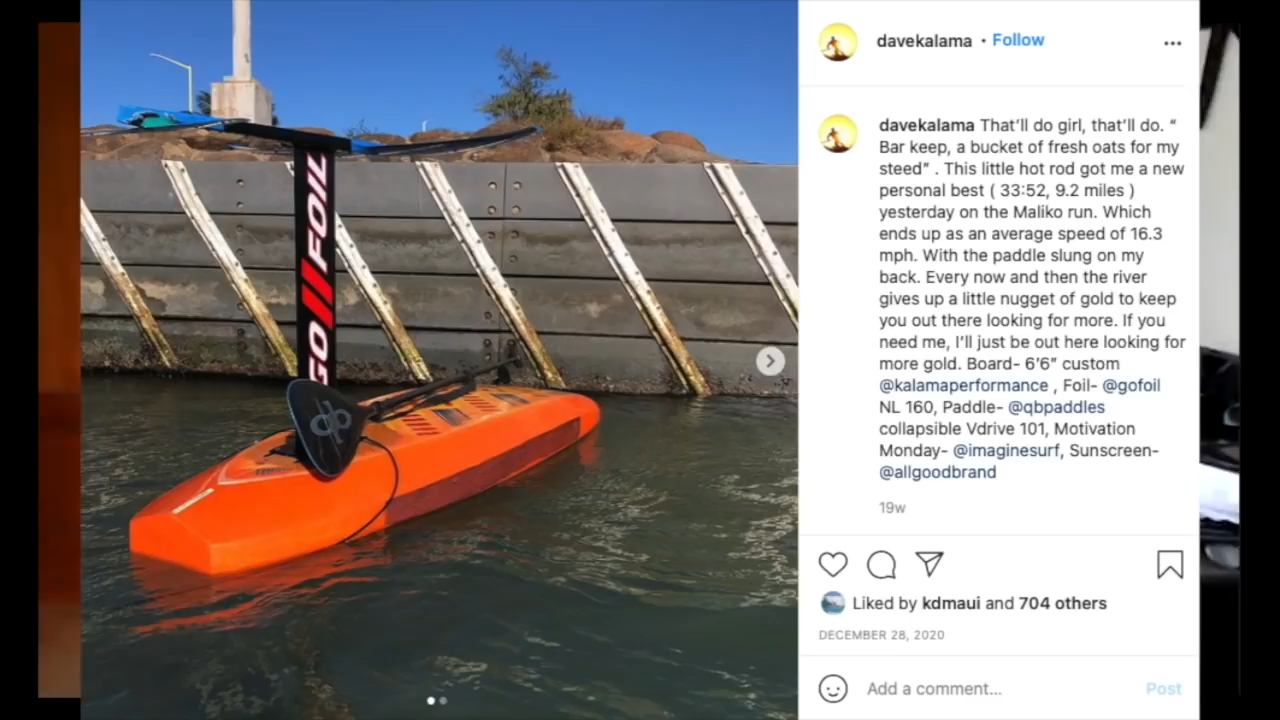 GO//FOIL
davekalama • Follow
davekalama That’ll do girl, that’ll do. “
Bar keep, a bucket of fresh oats for my
steed” . This little hot rod got me a new
personal best ( 33:52, 9.2 miles )
yesterday on the Maliko run. Which
ends up as an average speed of 16.3
mph. With the paddle slung on my
back. Every now and then the river
gives up a little nugget of gold to keep
you out there looking for more. If you
need me, I’ll just be out here looking for
more gold. Board- 6’6” custom
@kalamaperformance , Foil- @gofoil
NL 160, Paddle- @qbpaddles
collapsible Vdrive 101, Motivation
Monday- @imaginesurf, Sunscreen-
@allgoodbrand
19w
Liked by kdmaui and 704 others
DECEMBER 28, 2020
Add a comment...
Post